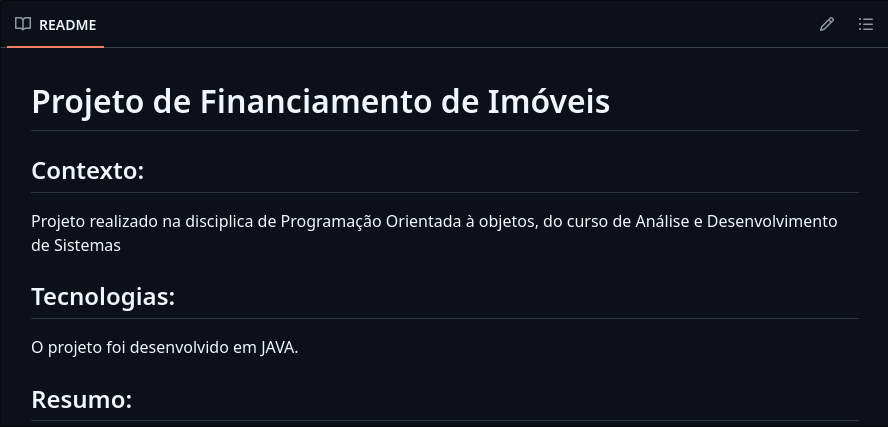 README
Projeto de Financiamento de Imóveis
Contexto:
Projeto realizado na disciplica de Programação Orientada à objetos, do curso de Análise e Desenvolvimento
de Sistemas
Tecnologias:
O projeto foi desenvolvido em JAVA.
Resumo: